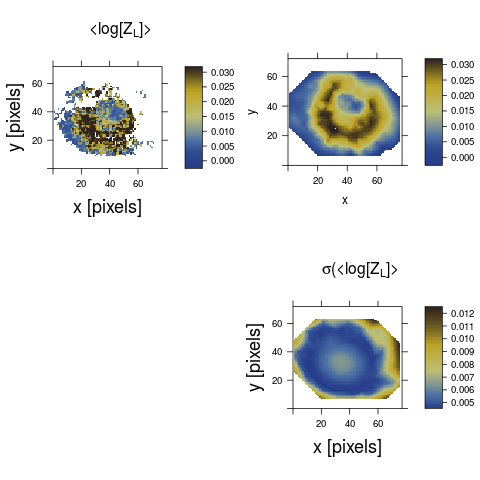 <log[Z_L]>
60
40
20
20 40 60
y [pixels]
x [pixels]
0.030
0.025
0.020
0.015
0.010
0.005
0.000
60
40
20
20 40 60
y
x
0.030
0.025
0.020
0.015
0.010
0.005
0.000
σ(<log[Z_L]>
60
40
20
20 40 60
y [pixels]
x [pixels]
0.012
0.011
0.010
0.009
0.008
0.007
0.006
0.005